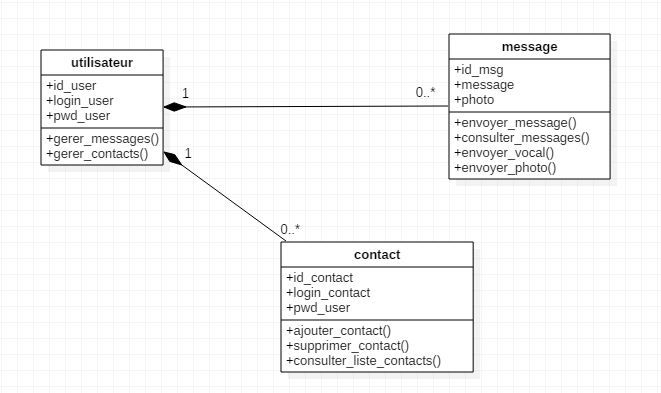 utilisateur
+id_user
+login_user
+pwd_user
+gerer_messages()
+gerer_contacts()
1
0..*
message
+id_msg
+message
+photo
+envoyer_message()
+consulter_messages()
+envoyer_vocal()
+envoyer_photo()
1
0..*
contact
+id_contact
+login_contact
+pwd_user
+ajouter_contact()
+supprimer_contact()
+consulter_liste_contacts()